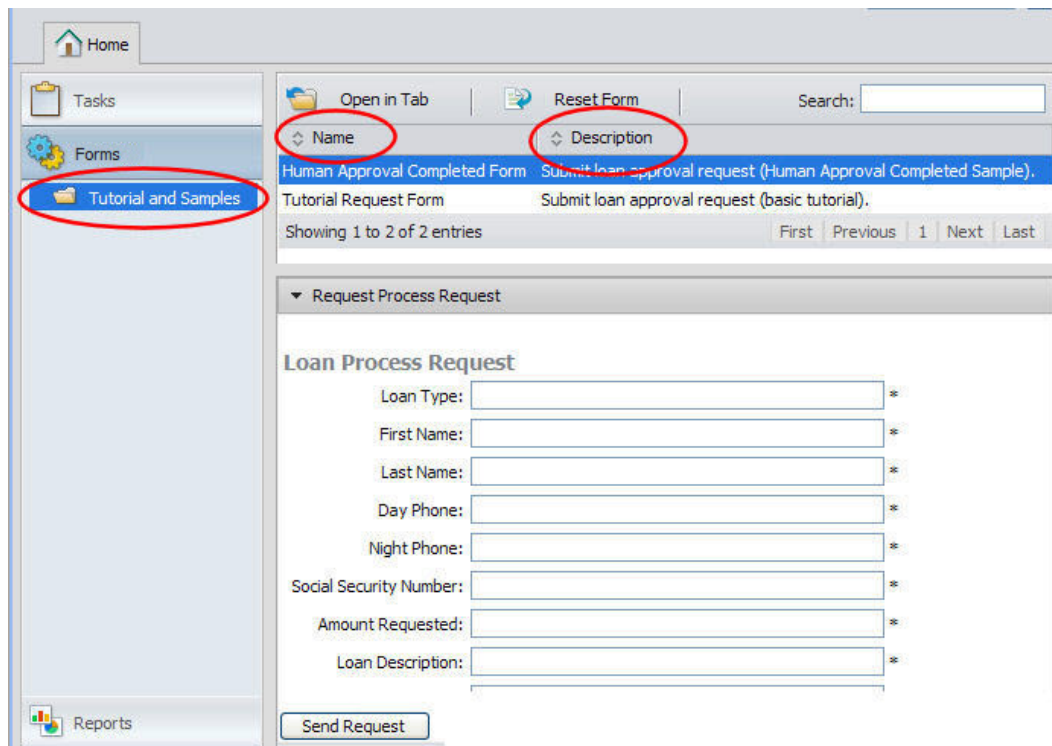 Home
Tasks
Forms
Tutorial and Samples
Reports
Open in Tab Reset Form Search:
Name Description
Human Approval Completed Form Submit loan approval request (Human Approval Completed Sample).
Tutorial Request Form Submit loan approval request (basic tutorial).
Showing 1 to 2 of 2 entries First Previous 1 Next Last
Request Process Request
Loan Process Request
Loan Type: *
First Name: *
Last Name: *
Day Phone: *
Night Phone: *
Social Security Number: *
Amount Requested: *
Loan Description: *
Send Request